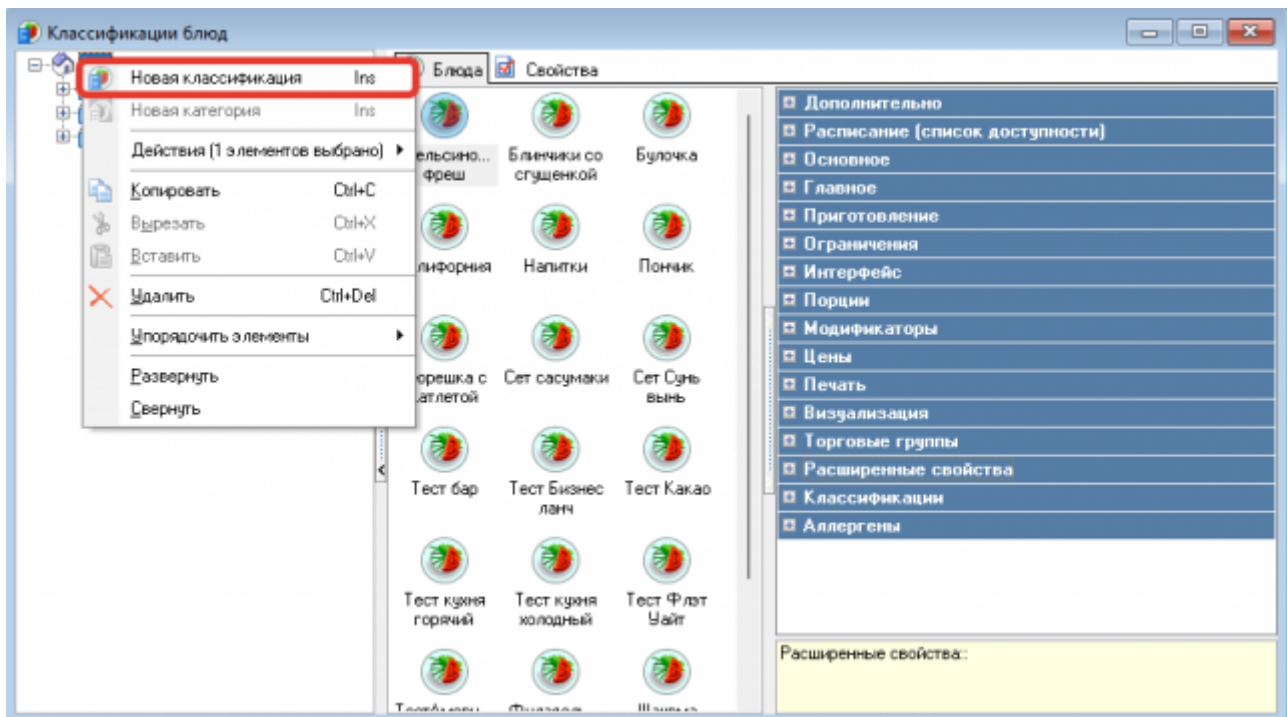 Классификации блюд
Новая классификация Ins
Новая категория Ins
Действия (1 элементов выбрано)
Копировать Ctrl+C
Вырезать Ctrl+X
Вставить Ctrl+V
Удалить Ctrl+Del
Упорядочить элементы
Развернуть
Свернуть
Блюда Свойства
ельсино... Блинчики со Булочка
фреш сгущенкой
лифорния Напитки Пончик
орешка с Сет сасумаки Сет Сунь
атлетой вынь
Тест бар Тест Бизнес Тест Какао
ланч
Тест кухня Тест кухня Тест Флэт
горячий холодный Уайт
Дополнительно
Расписание (список доступности)
Основное
Главное
Приготовление
Ограничения
Интерфейс
Порции
Модификаторы
Цены
Печать
Визуализация
Торговые группы
Расширенные свойства
Классификации
Аллергены
Расширенные свойства::